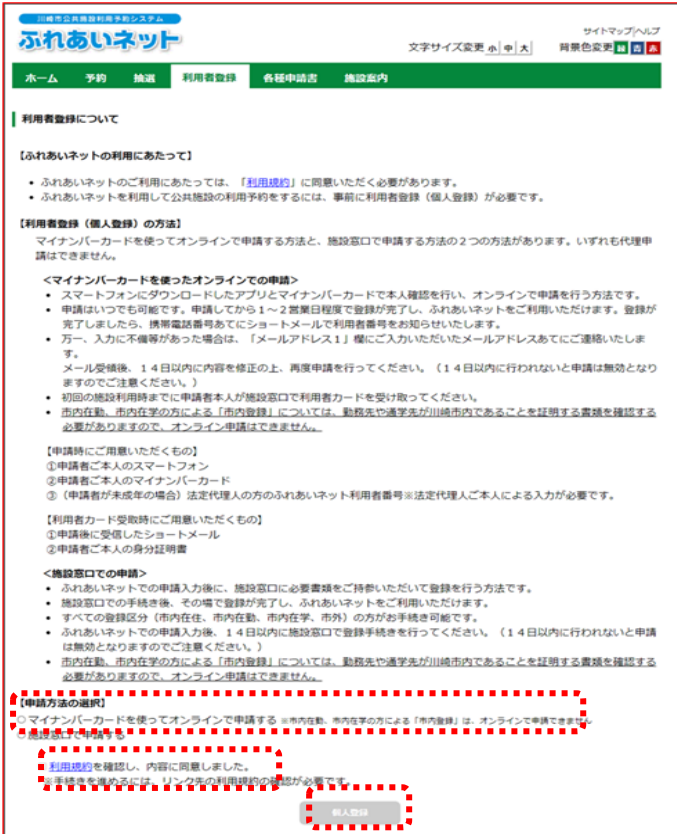 川崎市公共施設利用予約システム
ふれあいネット
サイトマップ|ヘルプ
文字サイズ変更 小 中 大 背景色変更 緑 青 赤
ホーム 予約 抽選 利用者登録 各種申請書 施設案内
利用者登録について
【ふれあいネットの利用にあたって】
• ふれあいネットのご利用にあたっては、「利用規約」に同意いただく必要があります。
• ふれあいネットを利用して公共施設の利用予約をするには、事前に利用者登録（個人登録）が必要です。
【利用者登録（個人登録）の方法】
マイナンバーカードを使ってオンラインで申請する方法と、施設窓口で申請する方法の２つの方法があります。いずれも代理申
請はできません。
＜マイナンバーカードを使ったオンラインでの申請＞
• スマートフォンにダウンロードしたアプリとマイナンバーカードで本人確認を行い、オンラインで申請を行う方法です。
• 申請はいつでも可能です。申請してから１～２営業日程度で登録が完了し、ふれあいネットをご利用いただけます。登録が
完了しましたら、携帯電話番号あてにショートメールで利用者番号をお知らせいたします。
• 万一、入力に不備等があった場合は、「メールアドレス１」欄にご入力いただいたメールアドレスあてにご連絡いたしま
す。
メール受領後、１４日以内に内容を修正の上、再度申請を行ってください。（１４日以内に行われないと申請は無効となり
ますのでご注意ください。）
• 初回の施設利用時までに申請者本人が施設窓口で利用者カードを受け取ってください。
• 市内在勤、市内在学の方による「市内登録」については、勤務先や通学先が川崎市内であることを証明する書類を確認する
必要がありますので、オンライン申請はできません。
【申請時にご用意いただくもの】
①申請者ご本人のスマートフォン
②申請者ご本人のマイナンバーカード
③（申請者が未成年の場合）法定代理人の方のふれあいネット利用者番号※法定代理人ご本人による入力が必要です。
【利用者カード受取時にご用意いただくもの】
①申請後に受信したショートメール
②申請者ご本人の身分証明書
＜施設窓口での申請＞
• ふれあいネットでの申請入力後に、施設窓口に必要書類をご持参いただいて登録を行う方法です。
• 施設窓口での手続き後、その場で登録が完了し、ふれあいネットをご利用いただけます。
• すべての登録区分（市内在住、市内在勤、市内在学、市外）の方がお手続き可能です。
• ふれあいネットでの申請入力後、１４日以内に施設窓口で登録手続きを行ってください。（１４日以内に行われないと申請
は無効となりますのでご注意ください。）
• 市内在勤、市内在学の方による「市内登録」については、勤務先や通学先が川崎市内であることを証明する書類を確認する
必要がありますので、オンライン申請はできません。
【申請方法の選択】
○マイナンバーカードを使ってオンラインで申請する ※市内在勤、市内在学の方による「市内登録」は、オンラインで申請できません
○施設窓口で申請する
利用規約を確認し、内容に同意しました。
※手続きを進めるには、リンク先の利用規約の確認が必要です。
個人登録